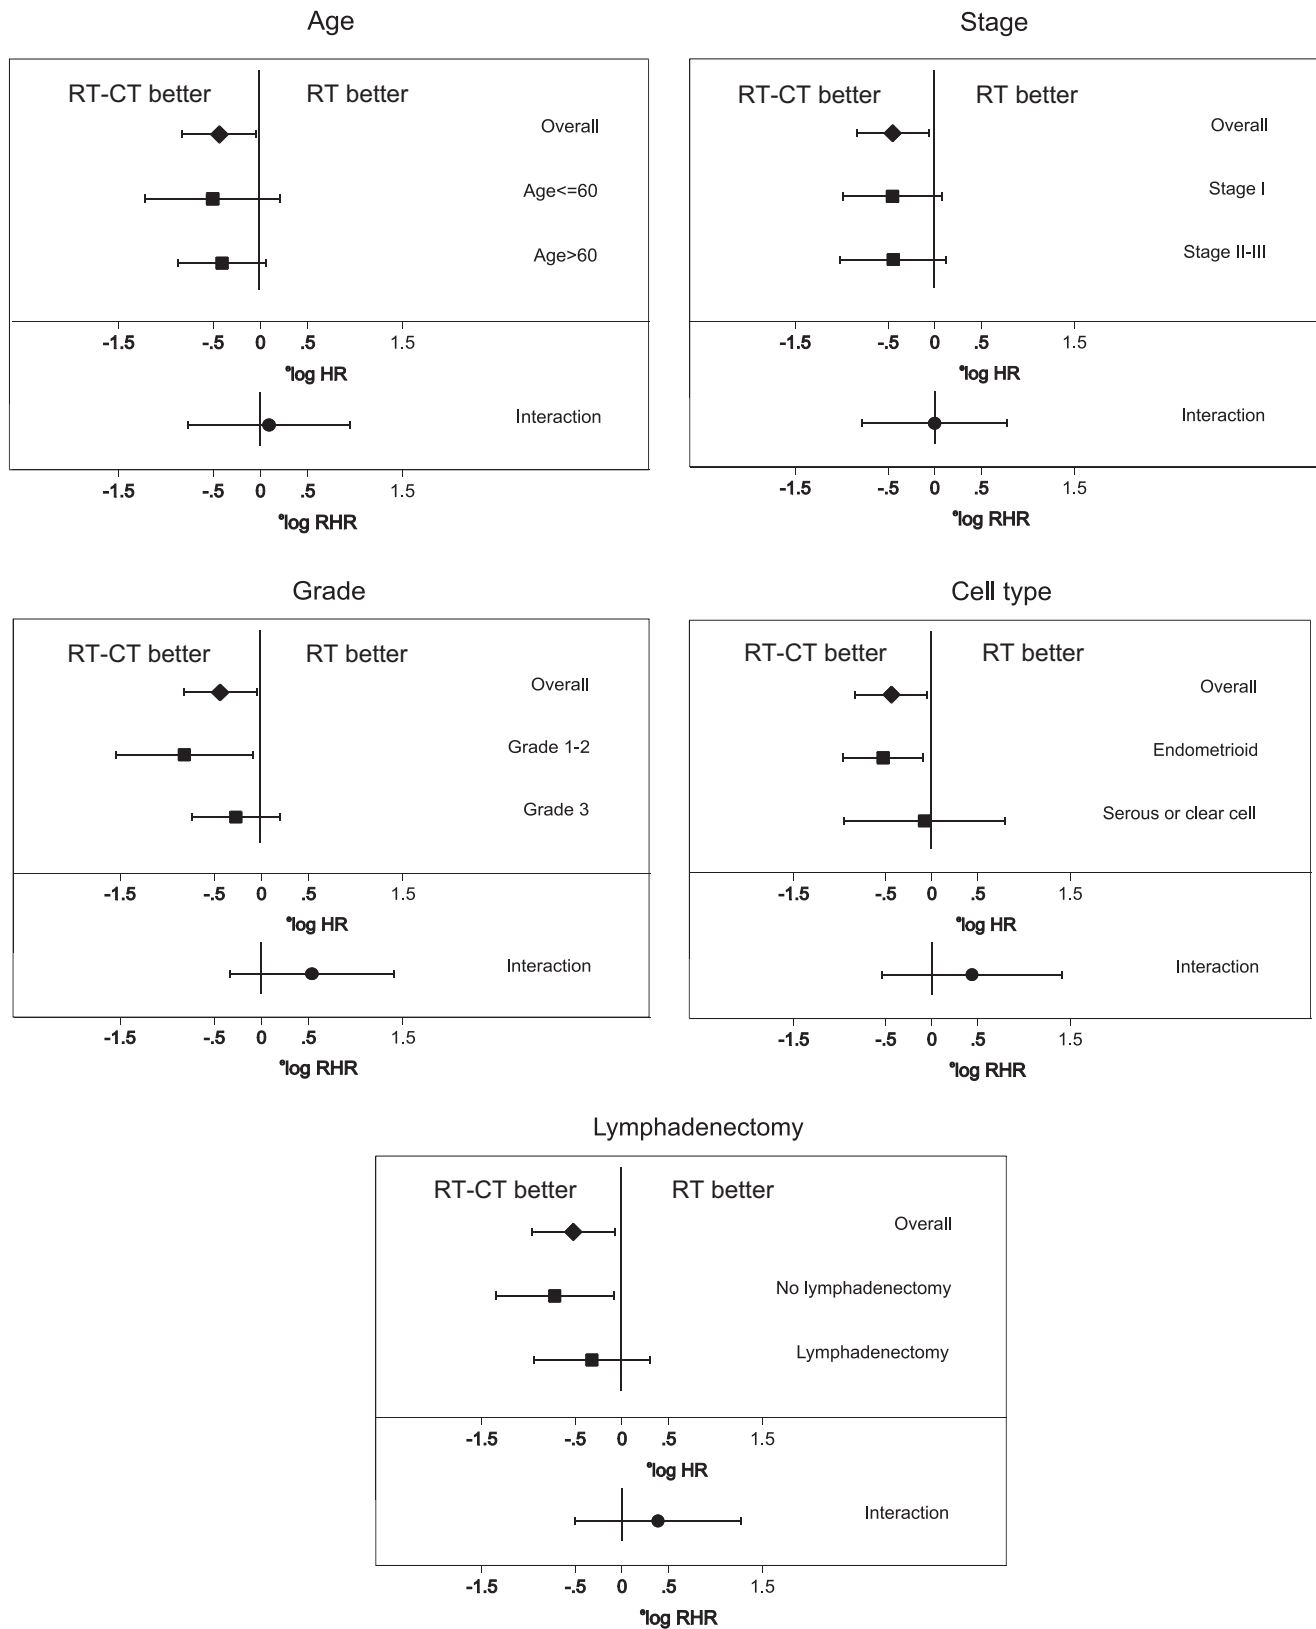 Age
RT-CT better RT better
Overall
Age<=60
Age>60
-1.5 -.5 0 .5 1.5
ᵉlog HR
Interaction
-1.5 -.5 0 .5 1.5
ᵉlog RHR
Stage
RT-CT better RT better
Overall
Stage I
Stage II-III
-1.5 -.5 0 .5 1.5
ᵉlog HR
Interaction
-1.5 -.5 0 .5 1.5
ᵉlog RHR
Grade
RT-CT better RT better
Overall
Grade 1-2
Grade 3
-1.5 -.5 0 .5 1.5
ᵉlog HR
Interaction
-1.5 -.5 0 .5 1.5
ᵉlog RHR
Cell type
RT-CT better RT better
Overall
Endometrioid
Serous or clear cell
-1.5 -.5 0 .5 1.5
ᵉlog HR
Interaction
-1.5 -.5 0 .5 1.5
ᵉlog RHR
Lymphadenectomy
RT-CT better RT better
Overall
No lymphadenectomy
Lymphadenectomy
-1.5 -.5 0 .5 1.5
ᵉlog HR
Interaction
-1.5 -.5 0 .5 1.5
ᵉlog RHR